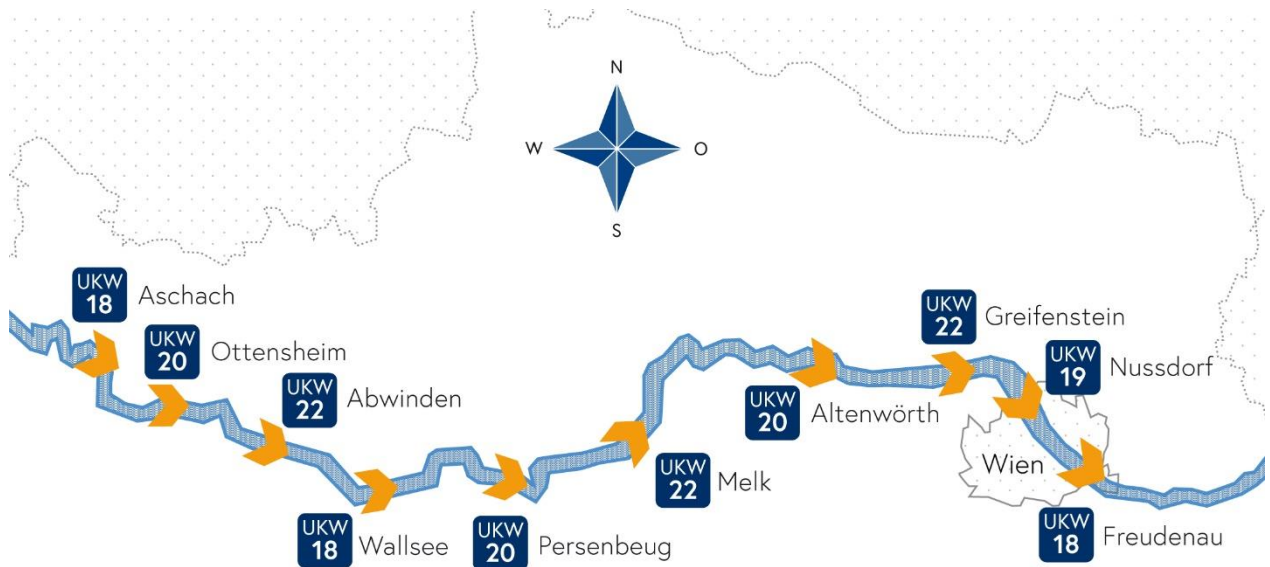 N
W
O
S
UKW
18
Aschach
UKW
20
Ottensheim
UKW
22
Abwinden
UKW
18
Wallsee
UKW
20
Persenbeug
UKW
22
Melk
UKW
20
Altenwörth
UKW
22
Greifenstein
UKW
19
Nussdorf
Wien
UKW
18
Freudenau